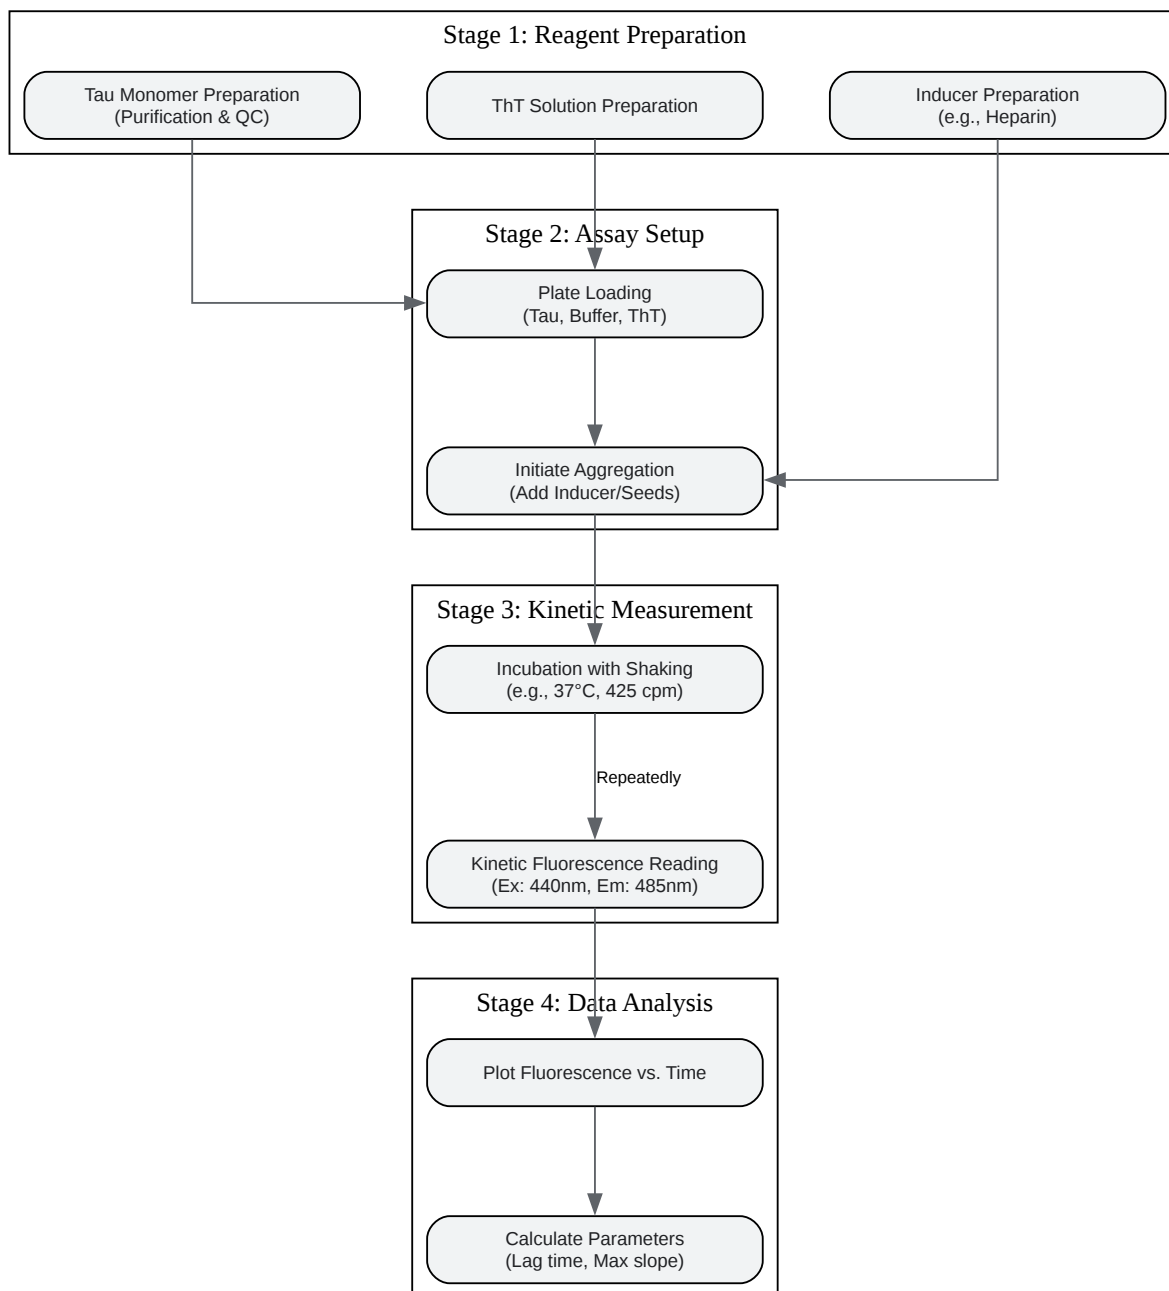 Stage 1: Reagent Preparation
Tau Monomer Preparation
(Purification & QC)
ThT Solution Preparation
Inducer Preparation
(e.g., Heparin)
Stage 2: Assay Setup
Plate Loading
(Tau, Buffer, ThT)
Initiate Aggregation
(Add Inducer/Seeds)
Stage 3: Kinetic Measurement
Incubation with Shaking
(e.g., 37°C, 425 cpm)
Repeatedly
Kinetic Fluorescence Reading
(Ex: 440nm, Em: 485nm)
Stage 4: Data Analysis
Plot Fluorescence vs. Time
Calculate Parameters
(Lag time, Max slope)